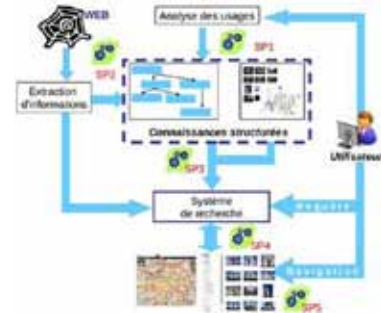 WEB
Analyse des usages
SP1
SP2
Extraction
d'informations
Connaissances structurées
Utilisateur
SP3
Système
de recherche
Requête
SP4
Navigation
SP5